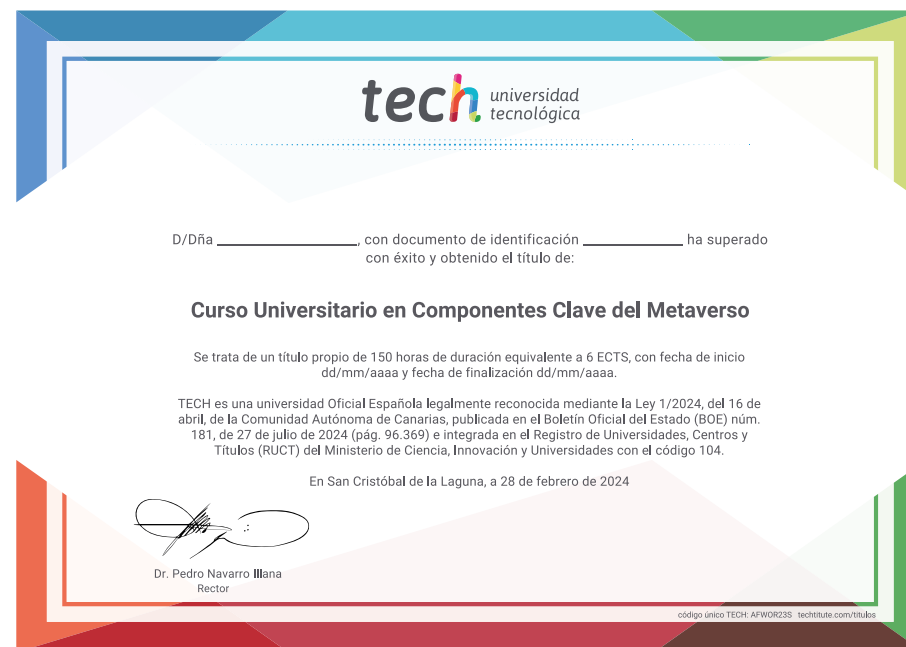 tech universidad
tecnológica
D/Dña ____________________, con documento de identificación ______________ ha superado
con éxito y obtenido el título de:
Curso Universitario en Componentes Clave del Metaverso
Se trata de un título propio de 150 horas de duración equivalente a 6 ECTS, con fecha de inicio
dd/mm/aaaa y fecha de finalización dd/mm/aaaa.
TECH es una universidad Oficial Española legalmente reconocida mediante la Ley 1/2024, del 16 de
abril, de la Comunidad Autónoma de Canarias, publicada en el Boletín Oficial del Estado (BOE) núm.
181, de 27 de julio de 2024 (pág. 96.369) e integrada en el Registro de Universidades, Centros y
Títulos (RUCT) del Ministerio de Ciencia, Innovación y Universidades con el código 104.
En San Cristóbal de la Laguna, a 28 de febrero de 2024
Dr. Pedro Navarro Illana
Rector
código único TECH: AFWOR23S techtitute.com/titulos